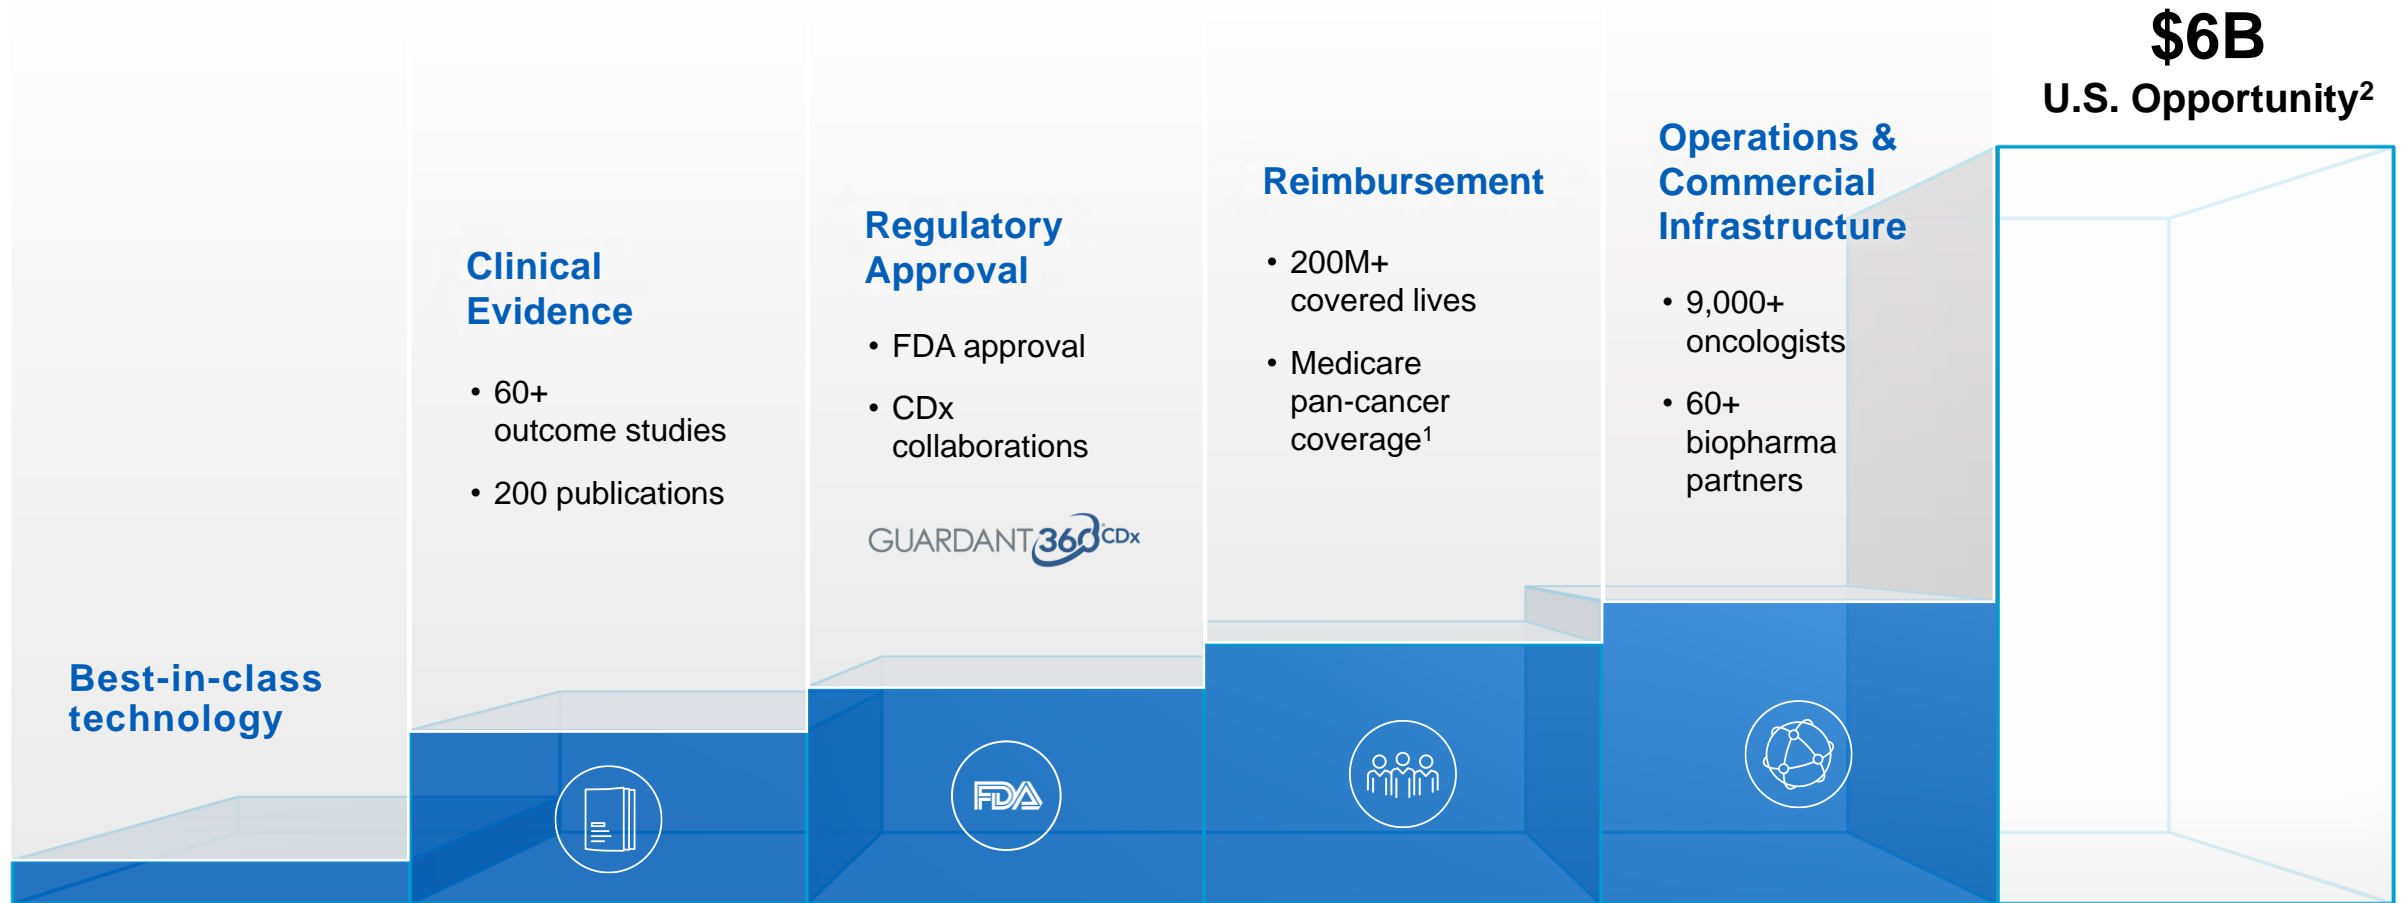 Best-in-class
technology
Clinical
Evidence
• 60+
outcome studies
• 200 publications
Regulatory
Approval
• FDA approval
• CDx
collaborations
GUARDANT360 CDx
FDA
Reimbursement
• 200M+
covered lives
• Medicare
pan-cancer
coverage¹
Operations &
Commercial
Infrastructure
• 9,000+
oncologists
• 60+
biopharma
partners
$6B
U.S. Opportunity²